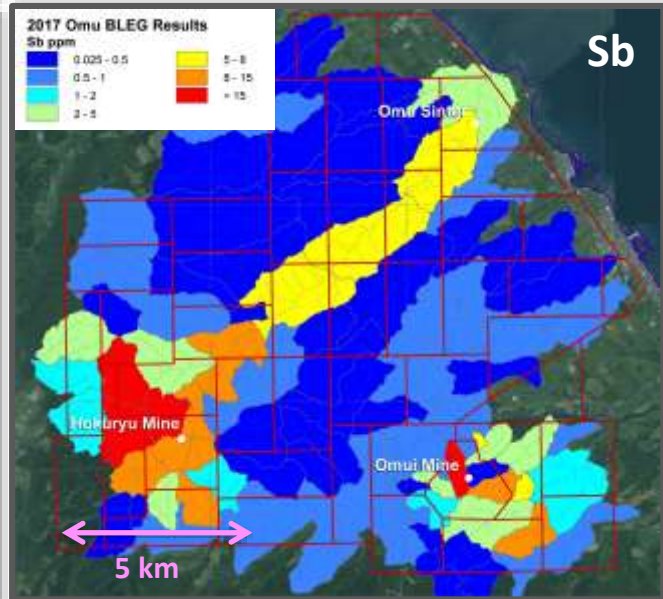 2017 Omu BLEG Results
Sb ppm
0.025 - 0.5
0.5 - 1
1 - 2
2 - 5
5 - 8
8 - 15
> 15
Sb
Omu Sinter
Hokuryu Mine
Omui Mine
5 km